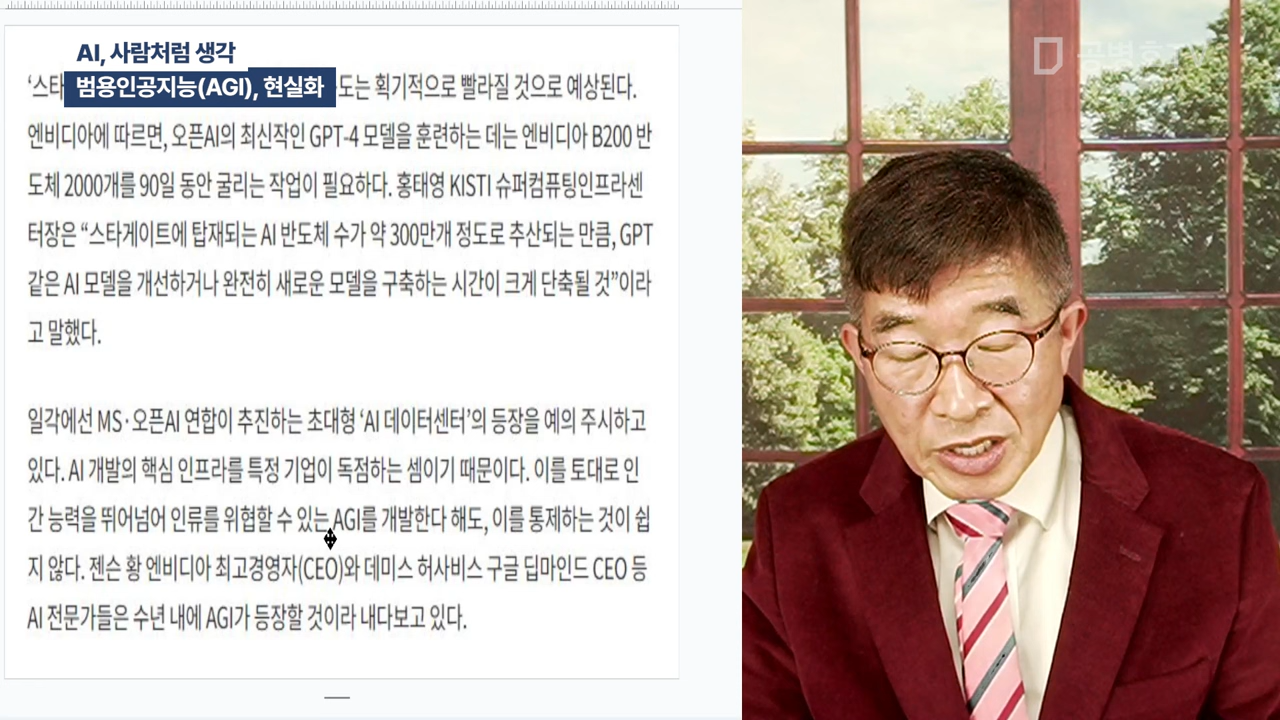 AI, 사람처럼 생각
범용인공지능(AGI), 현실화
‘스타 도는 획기적으로 빨라질 것으로 예상된다.
엔비디아에 따르면, 오픈AI의 최신작인 GPT-4 모델을 훈련하는 데는 엔비디아 B200 반
도체 2000개를 90일 동안 굴리는 작업이 필요하다. 홍태영 KISTI 슈퍼컴퓨팅인프라센
터장은 “스타게이트에 탑재되는 AI 반도체 수가 약 300만개 정도로 추산되는 만큼, GPT
같은 AI 모델을 개선하거나 완전히 새로운 모델을 구축하는 시간이 크게 단축될 것”이라
고 말했다.
일각에선 MS·오픈AI 연합이 추진하는 초대형 ‘AI 데이터센터’의 등장을 예의 주시하고
있다. AI 개발의 핵심 인프라를 특정 기업이 독점하는 셈이기 때문이다. 이를 토대로 인
간 능력을 뛰어넘어 인류를 위협할 수 있는 AGI를 개발한다 해도, 이를 통제하는 것이 쉽
지 않다. 젠슨 황 엔비디아 최고경영자(CEO)와 데미스 허사비스 구글 딥마인드 CEO 등
AI 전문가들은 수년 내에 AGI가 등장할 것이라 내다보고 있다.